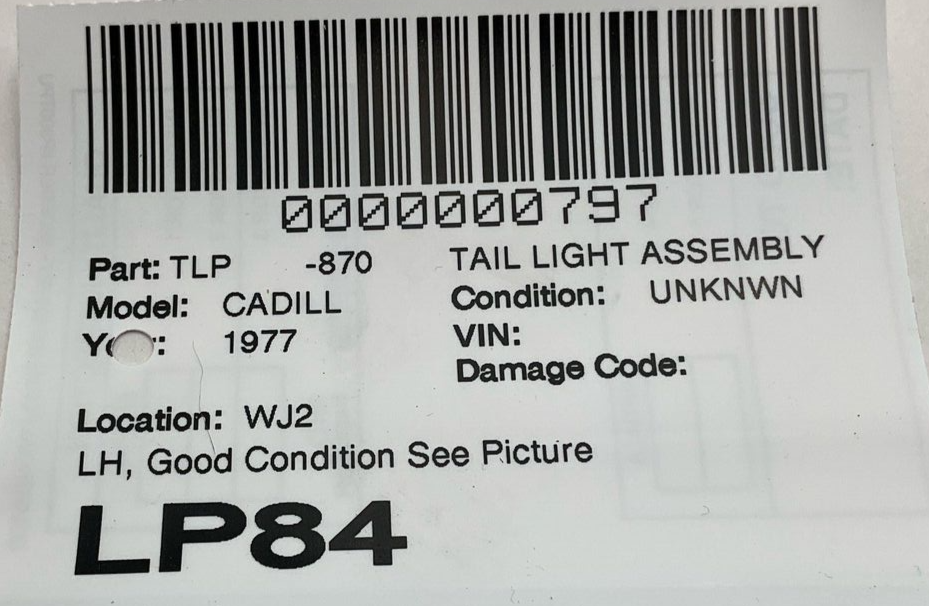 0000000797
Part: TLP -870 TAIL LIGHT ASSEMBLY
Model: CADILL Condition: UNKNWN
Year: 1977 VIN:
Damage Code:
Location: WJ2
LH, Good Condition See Picture
LP84